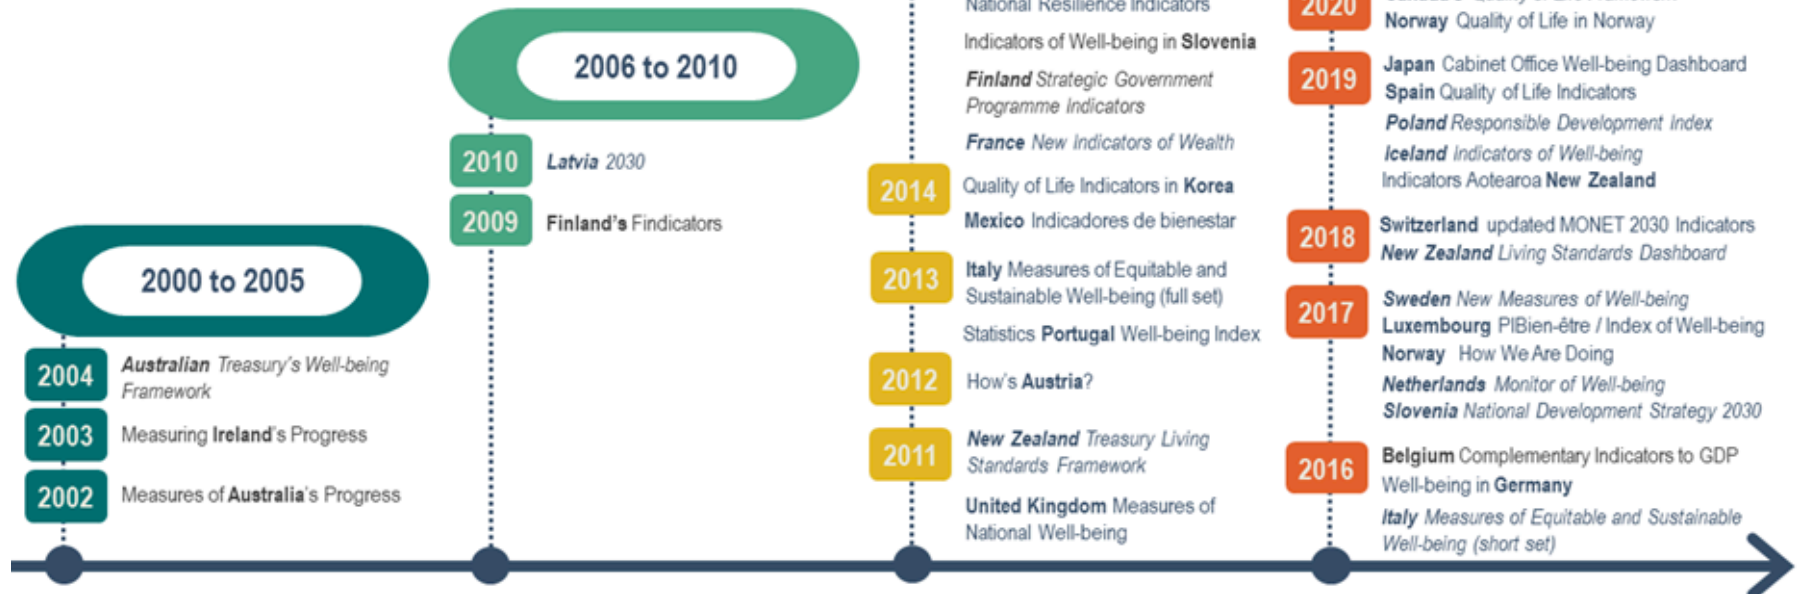 2000 to 2005
2004
Australian Treasury's Well-being
Framework
2003
Measuring Ireland's Progress
2002
Measures of Australia's Progress
2006 to 2010
2010
Latvia 2030
2009
Finland's Findicators
National Resilience Indicators
Indicators of Well-being in Slovenia
Finland Strategic Government
Programme Indicators
France New Indicators of Wealth
2014
Quality of Life Indicators in Korea
Mexico Indicadores de bienestar
2013
Italy Measures of Equitable and
Sustainable Well-being (full set)
Statistics Portugal Well-being Index
2012
How's Austria?
2011
New Zealand Treasury Living
Standards Framework
United Kingdom Measures of
National Well-being
2020
Norway Quality of Life in Norway
2019
Japan Cabinet Office Well-being Dashboard
Spain Quality of Life Indicators
Poland Responsible Development Index
Iceland Indicators of Well-being
Indicators Aotearoa New Zealand
2018
Switzerland updated MONET 2030 Indicators
New Zealand Living Standards Dashboard
2017
Sweden New Measures of Well-being
Luxembourg PIBien-être / Index of Well-being
Norway How We Are Doing
Netherlands Monitor of Well-being
Slovenia National Development Strategy 2030
2016
Belgium Complementary Indicators to GDP
Well-being in Germany
Italy Measures of Equitable and Sustainable
Well-being (short set)